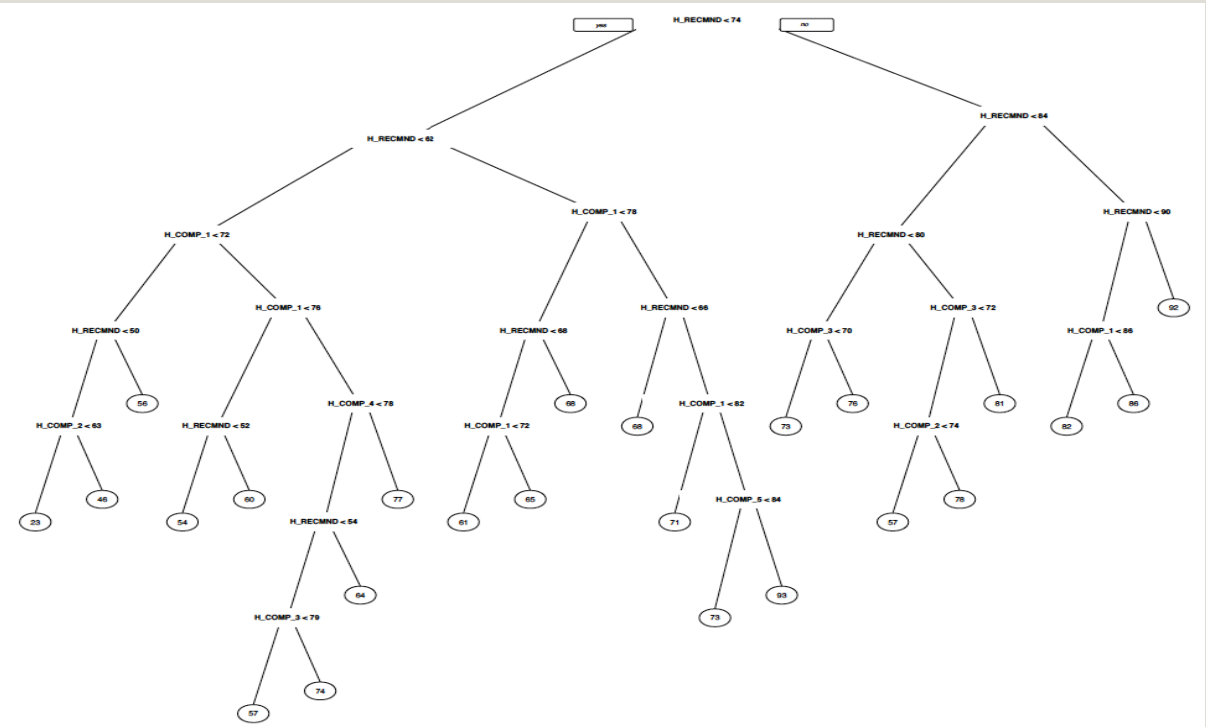 yes
H_RECMND < 74
no
H_RECMND < 84
H_RECMND < 62
H_RECMND < 90
H_COMP_1 < 78
H_COMP_1 < 72
H_RECMND < 80
H_COMP_1 < 76
H_RECMND < 66
H_COMP_3 < 72
92
H_RECMND < 50
H_RECMND < 68
H_COMP_3 < 70
H_COMP_1 < 86
56
H_COMP_4 < 78
68
H_COMP_1 < 82
76
81
86
H_COMP_2 < 63
H_RECMND < 52
H_COMP_1 < 72
68
73
H_COMP_2 < 74
82
46
60
77
65
H_COMP_5 < 84
78
23
54
H_RECMND < 54
61
71
57
64
93
H_COMP_3 < 79
73
74
57